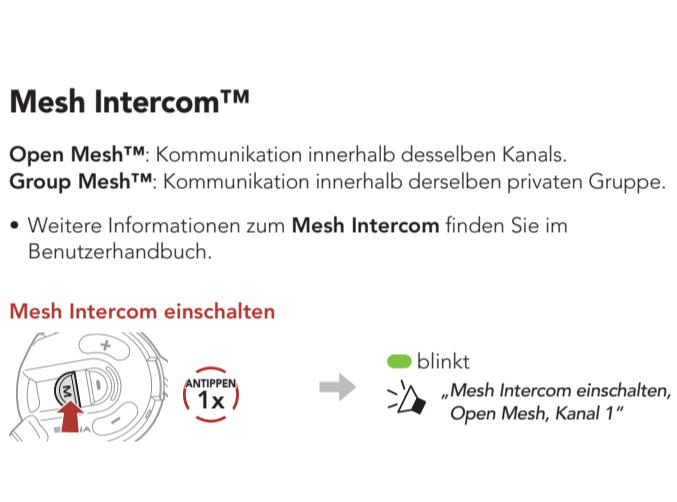 Mesh Intercom™
Open Mesh™: Kommunikation innerhalb desselben Kanals.
Group Mesh™: Kommunikation innerhalb derselben privaten Gruppe.
• Weitere Informationen zum Mesh Intercom finden Sie im
Benutzerhandbuch.
Mesh Intercom einschalten
M
ANTIPPEN
1x
blinkt
„Mesh Intercom einschalten,
Open Mesh, Kanal 1“